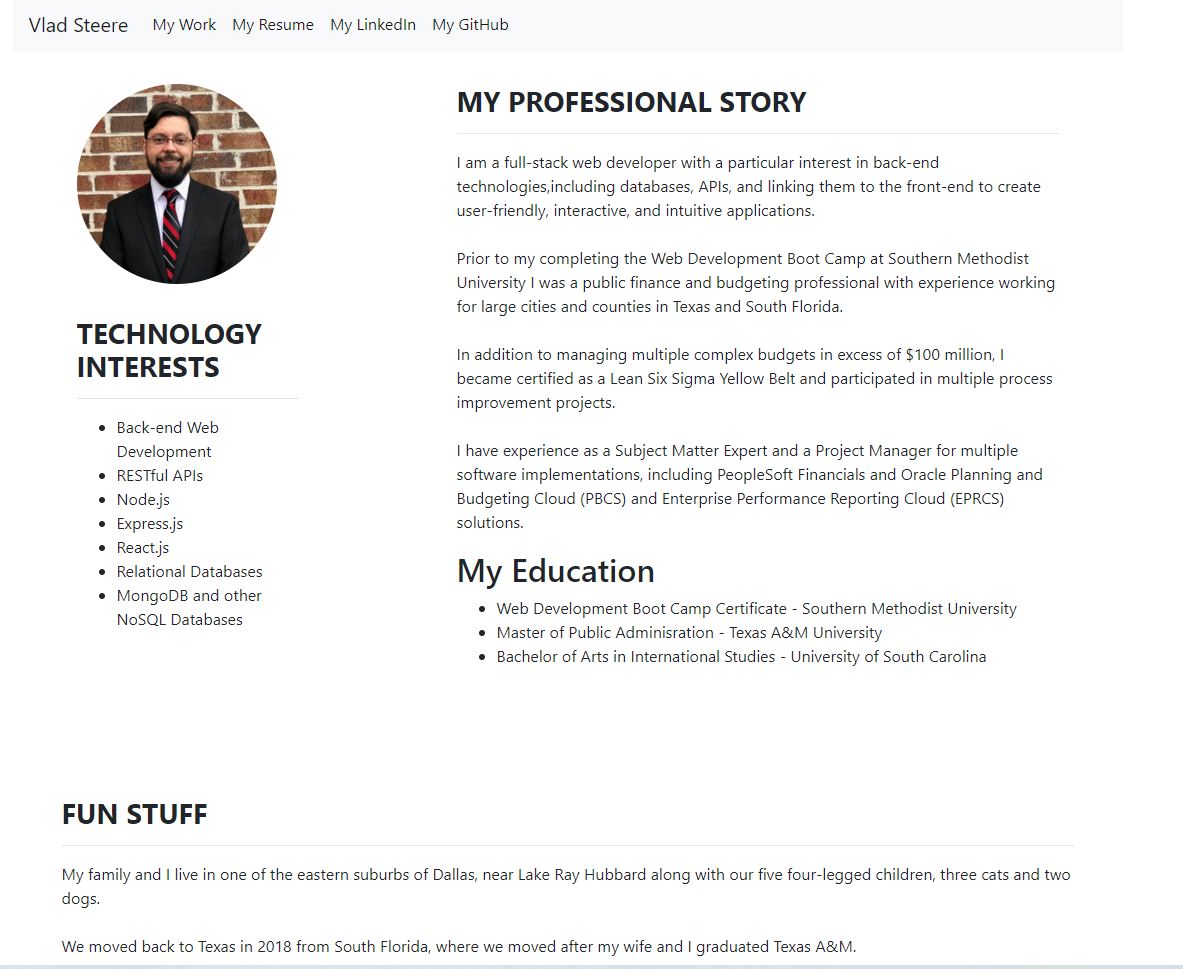 Vlad Steere My Work My Resume My LinkedIn My GitHub
TECHNOLOGY
INTERESTS
Back-end Web
Development
RESTful APIs
Node.js
Express.js
React.js
Relational Databases
MongoDB and other
NoSQL Databases
MY PROFESSIONAL STORY
I am a full-stack web developer with a particular interest in back-end
technologies,including databases, APIs, and linking them to the front-end to create
user-friendly, interactive, and intuitive applications.
Prior to my completing the Web Development Boot Camp at Southern Methodist
University I was a public finance and budgeting professional with experience working
for large cities and counties in Texas and South Florida.
In addition to managing multiple complex budgets in excess of $100 million, I
became certified as a Lean Six Sigma Yellow Belt and participated in multiple process
improvement projects.
I have experience as a Subject Matter Expert and a Project Manager for multiple
software implementations, including PeopleSoft Financials and Oracle Planning and
Budgeting Cloud (PBCS) and Enterprise Performance Reporting Cloud (EPRCS)
solutions.
My Education
Web Development Boot Camp Certificate - Southern Methodist University
Master of Public Adminisration - Texas A&M University
Bachelor of Arts in International Studies - University of South Carolina
FUN STUFF
My family and I live in one of the eastern suburbs of Dallas, near Lake Ray Hubbard along with our five four-legged children, three cats and two
dogs.
We moved back to Texas in 2018 from South Florida, where we moved after my wife and I graduated Texas A&M.